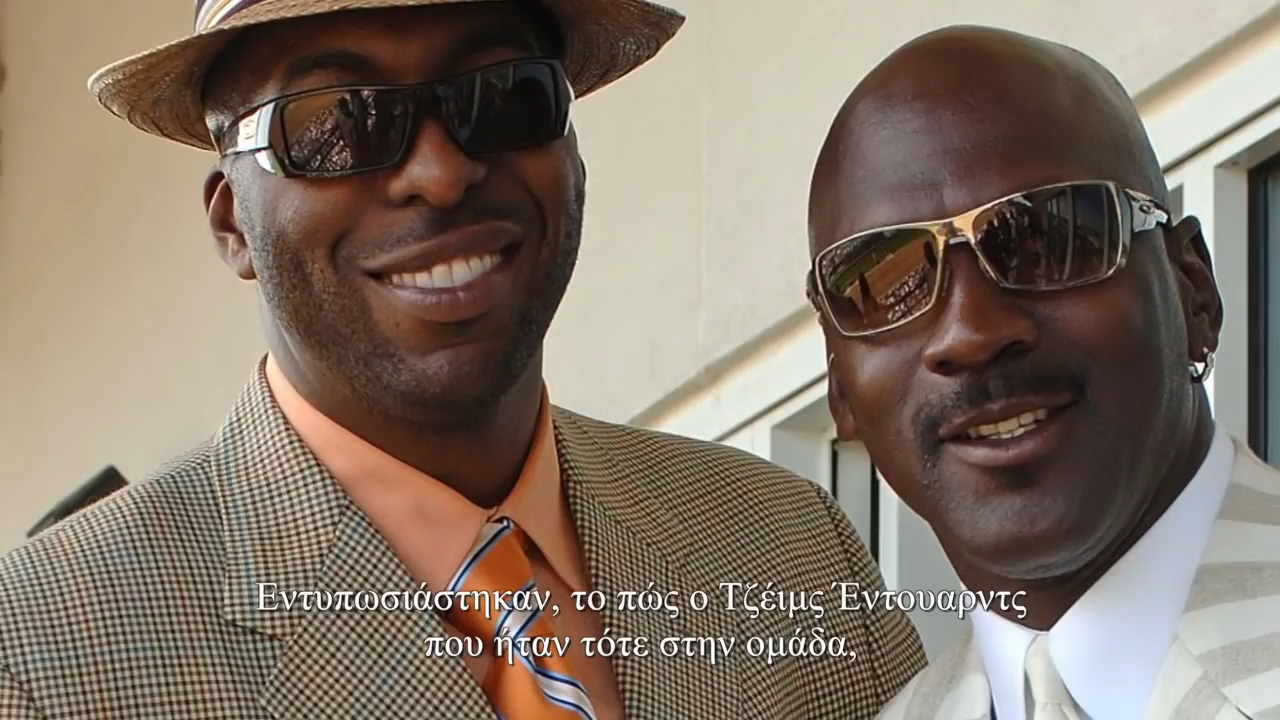 Εντυπωσιάστηκαν, το πώς ο Τζέιμς Έντουαρντς
που ήταν τότε στην ομάδα,